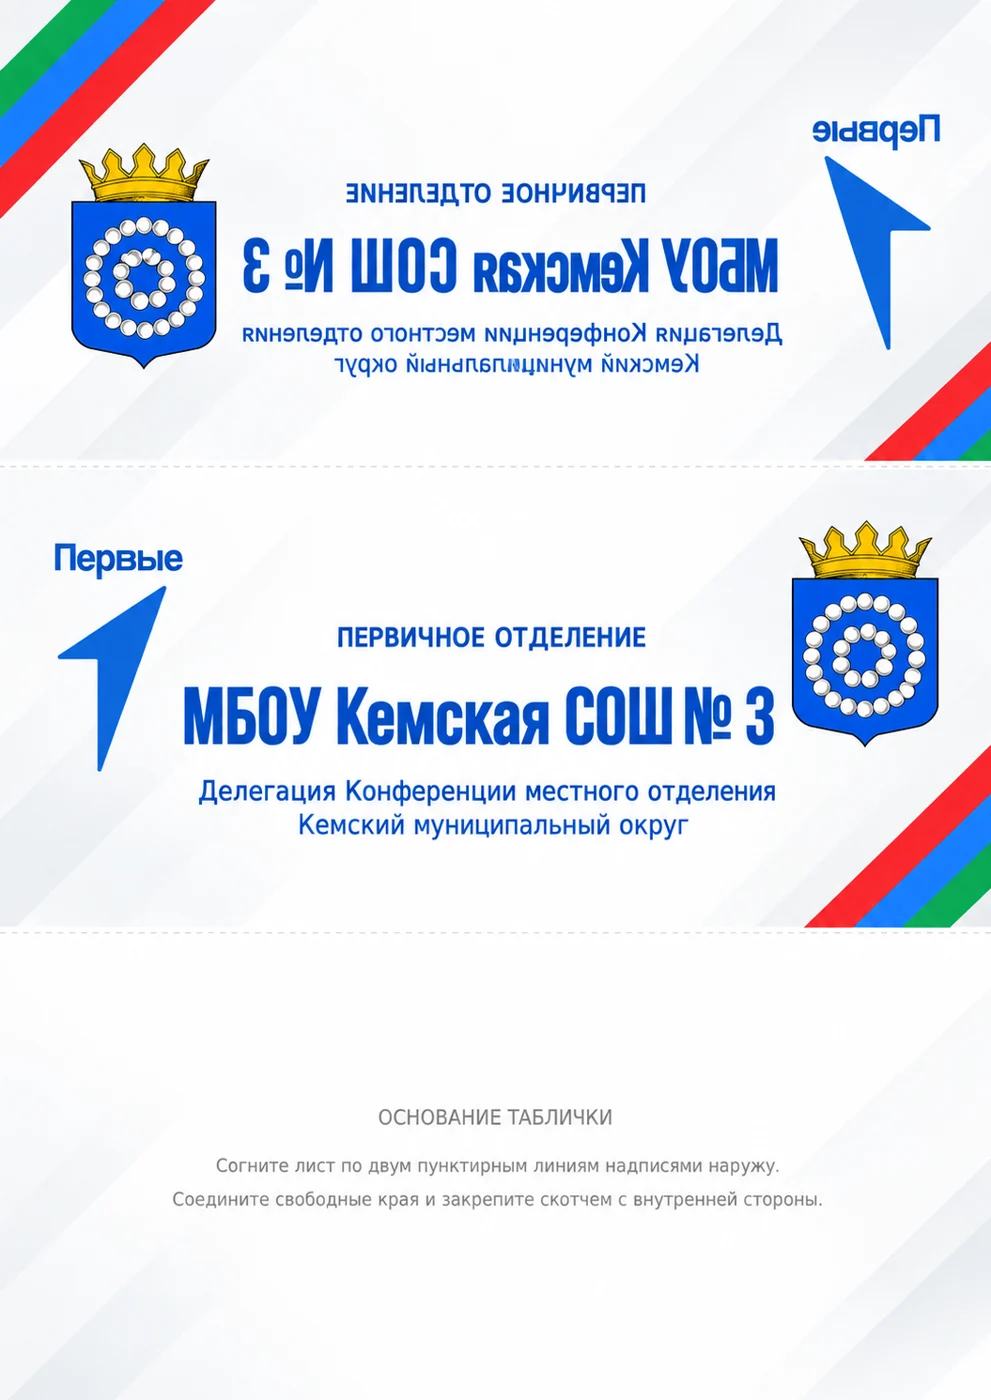 Первые
ПЕРВИЧНОЕ ОТДЕЛЕНИЕ
МБОУ Кемская СОШ № 3
Делегация Конференции местного отделения
Кемский муниципальный округ
Первые
ПЕРВИЧНОЕ ОТДЕЛЕНИЕ
МБОУ Кемская СОШ № 3
Делегация Конференции местного отделения
Кемский муниципальный округ
ОСНОВАНИЕ ТАБЛИЧКИ
Согните лист по двум пунктирным линиям надписями наружу.
Соедините свободные края и закрепите скотчем с внутренней стороны.